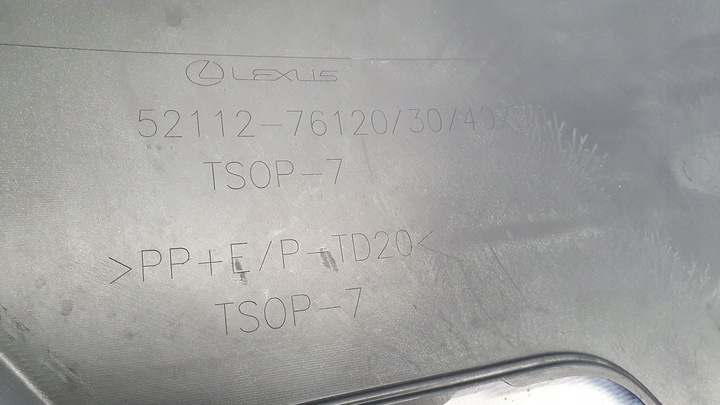 LEXUS
52112-76120/30/40/
TSOP-7
>PP+E/P-TD20<
TSOP-7